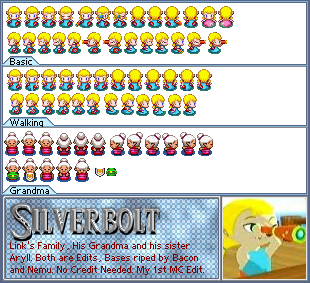 Basic
Walking
Grandma
SILVERBOLT
Link's Family, His Grandma and his sister
Aryll. Both are Edits. Bases riped by Bacon
and Nemu. No Credit Needed. My 1st MC Edit.